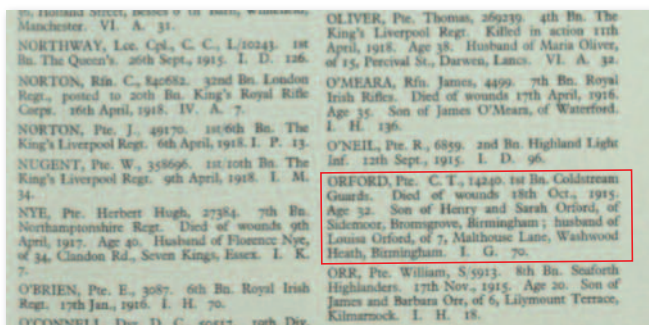 Manchester. VI. A. 31.
NORTHWAY, Lce. Cpl., C. C., L/10243. 1st
Bn. The Queen's. 26th Sept., 1915. I. D. 126.
NORTON, Rfn. C., 840682. 32nd Bn. London
Regt., posted to 20th Bn. King's Royal Rifle
Corps. 16th April, 1918. IV. A. 7.
NORTON, Pte. J., 49170. 1st/6th Bn. The
King's Liverpool Regt. 6th April, 1918. I. P. 13.
NUGENT, Pte. W., 358696. 1st/10th Bn. The
King's Liverpool Regt. 9th April, 1918. I. M.
34.
NYE, Pte. Herbert Hugh, 27384. 7th Bn.
Northamptonshire Regt. Died of wounds 9th
April, 1917. Age 40. Husband of Florence Nye,
of 34, Clandon Rd., Seven Kings, Essex. I. K.
7.
O'BRIEN, Pte. E., 3087. 6th Bn. Royal Irish
Regt. 17th Jan., 1916. I. H. 70.
OLIVER, Pte. Thomas, 269239. 4th Bn. The
King's Liverpool Regt. Killed in action 11th
April, 1918. Age 38. Husband of Maria Oliver,
of 15, Percival St., Darwen, Lancs. VI. A. 32.
O'MEARA, Rfn. James, 4499. 7th Bn. Royal
Irish Rifles. Died of wounds 17th April, 1916.
Age 35. Son of James O'Meara, of Waterford.
I. H. 136.
O'NEIL, Pte. R., 6859. 2nd Bn. Highland Light
Inf. 12th Sept., 1915. I. D. 96.
ORFORD, Pte. C. T., 14240. 1st Bn. Coldstream
Guards. Died of wounds 18th Oct., 1915.
Age 32. Son of Henry and Sarah Orford, of
Sidemoor, Bromsgrove, Birmingham; husband of
Louisa Orford, of 7, Malthouse Lane, Washwood
Heath, Birmingham. I. G. 70.
ORR, Pte. William, S/5913. 8th Bn. Seaforth
Highlanders. 17th Nov., 1915. Age 20. Son of
James and Barbara Orr, of 6, Lilymount Terrace,
Kilmarnock. I. H. 18.